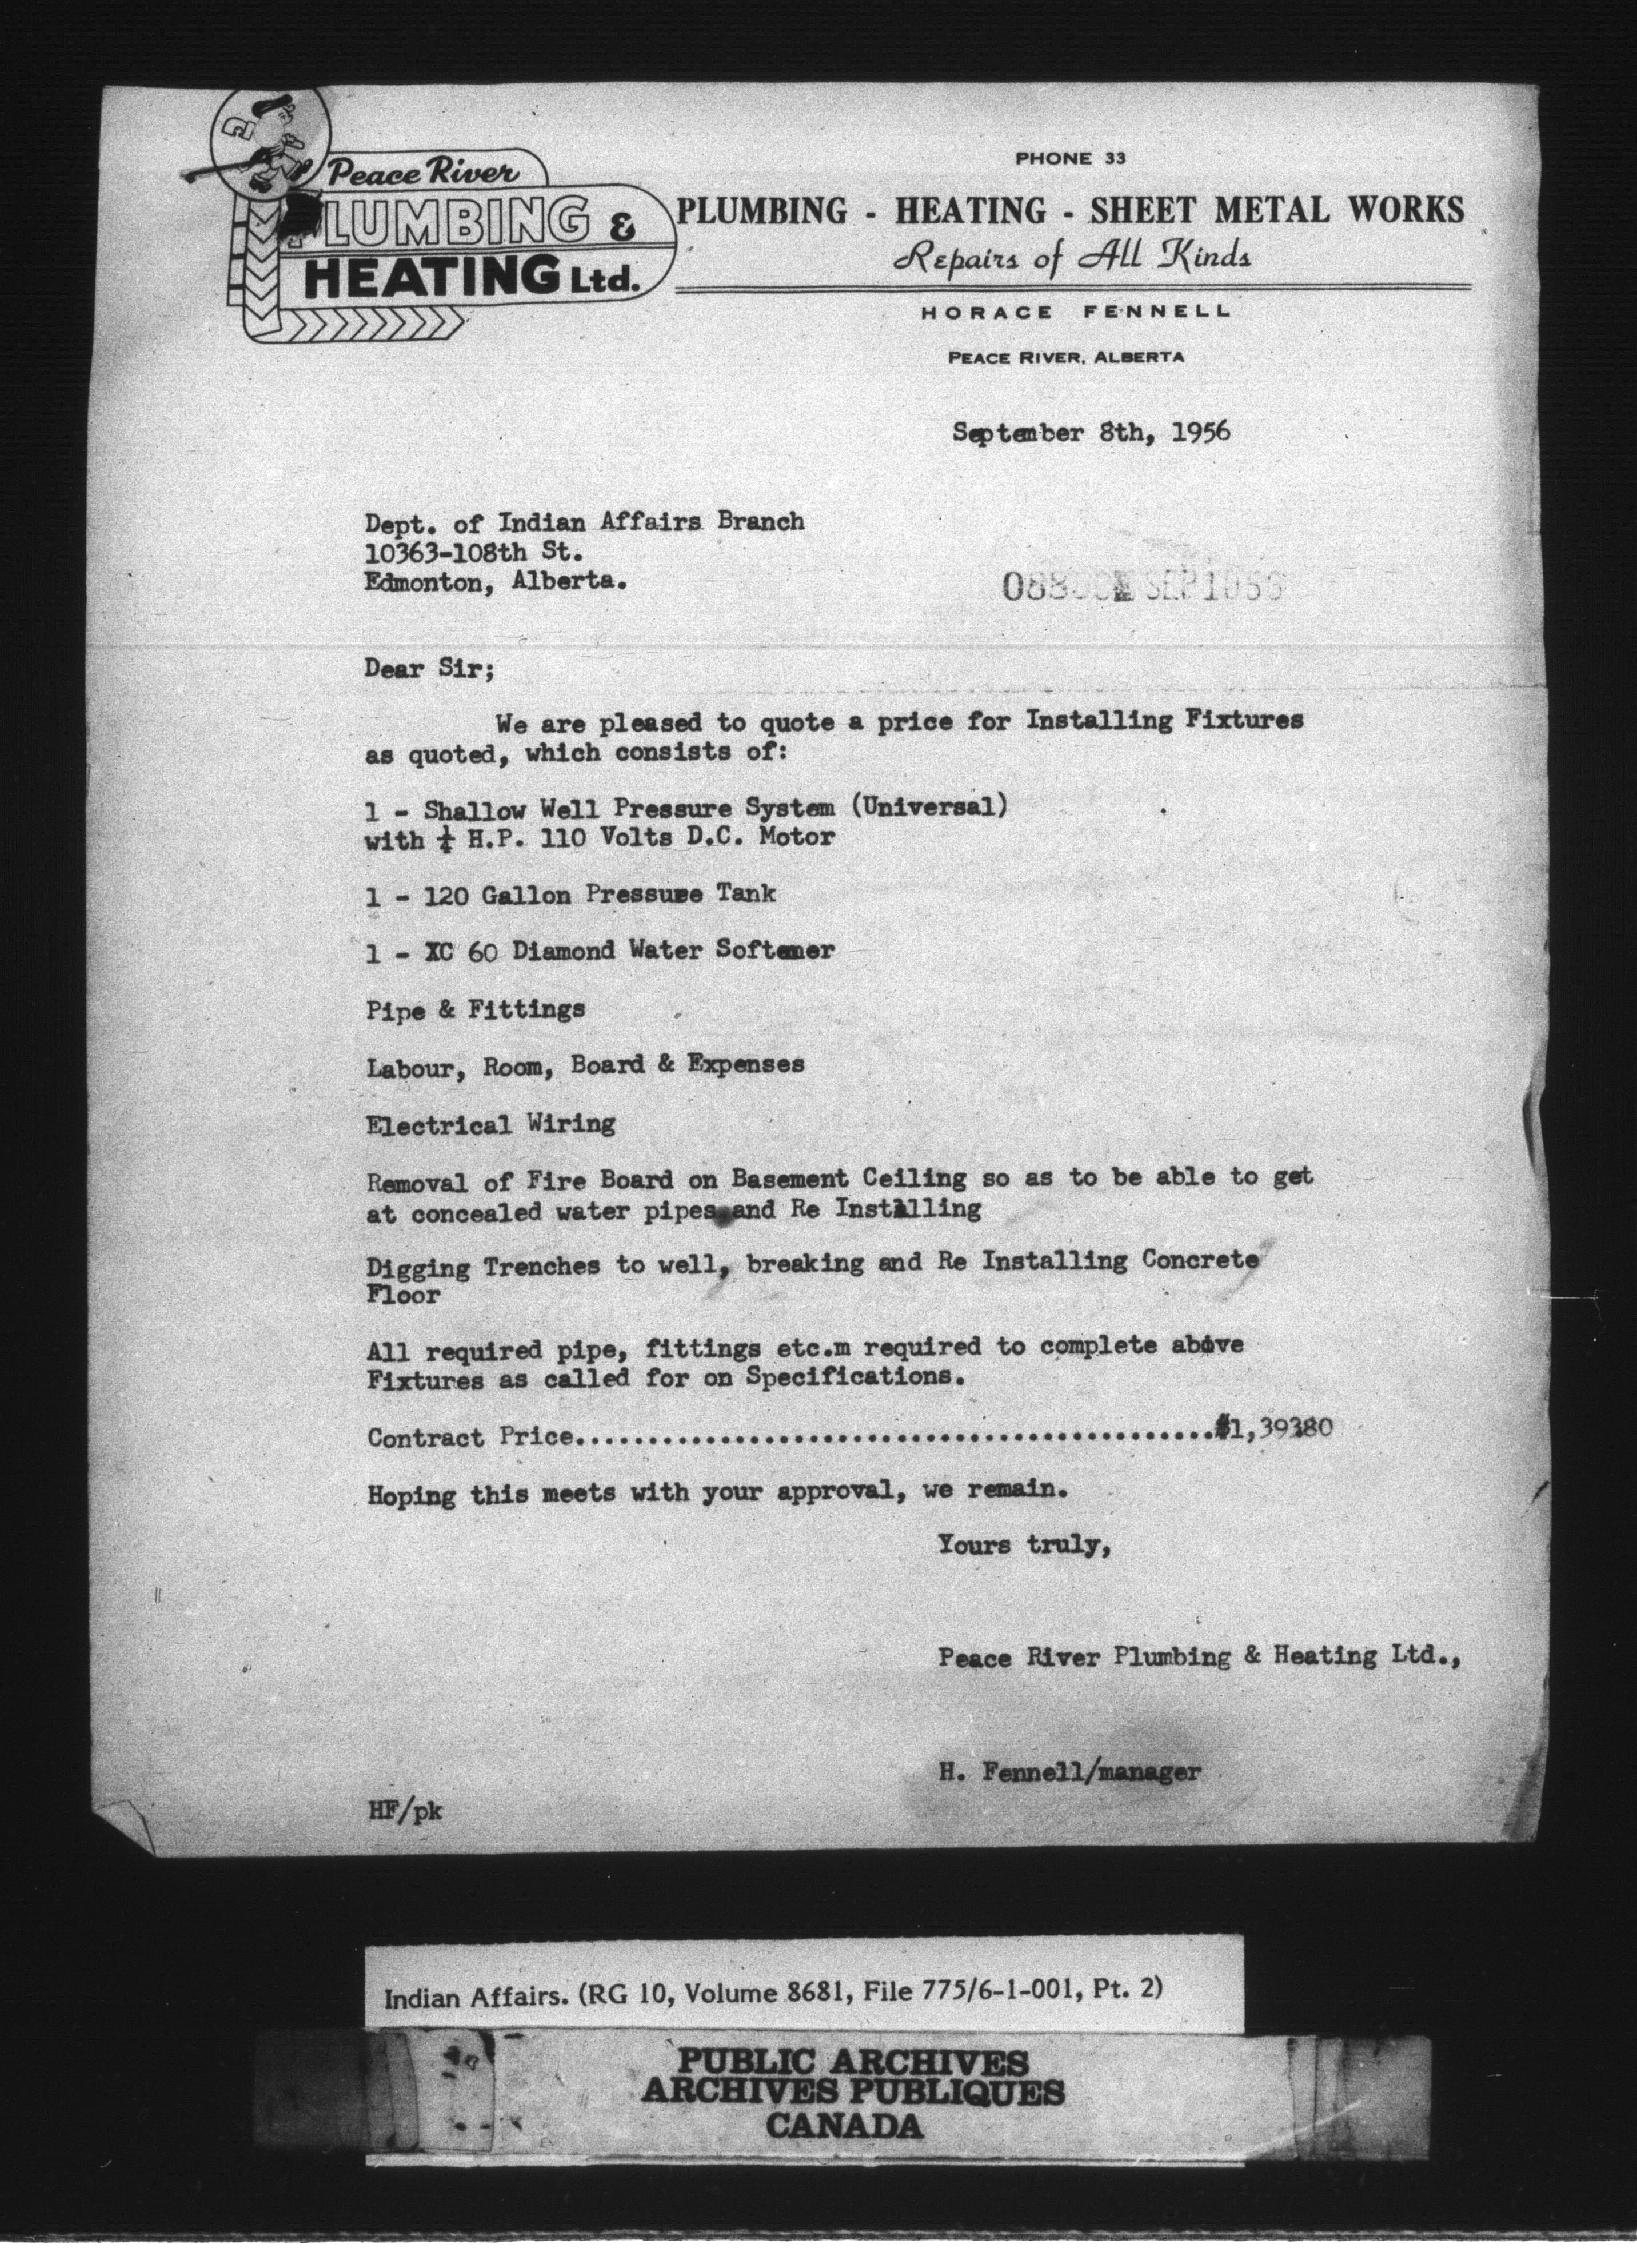 Peace River
PLUMBING &
HEATING Ltd.
PHONE 33
PLUMBING - HEATING - SHEET METAL WORKS
Repairs of All Kinds
HORACE FENNELL
PEACE RIVER, ALBERTA
September 8th, 1956
Dept. of Indian Affairs Branch
10363-108th St.
Edmonton, Alberta.
Dear Sir;
We are pleased to quote a price for Installing Fixtures
as quoted, which consists of:
1 - Shallow Well Pressure System (Universal)
with ¼ H.P. 110 Volts D.C. Motor
1 - 120 Gallon Pressure Tank
1 - XC 60 Diamond Water Softener
Pipe & Fittings
Labour, Room, Board & Expenses
Electrical Wiring
Removal of Fire Board on Basement Ceiling so as to be able to get
at concealed water pipes and Re Installing
Digging Trenches to well, breaking and Re Installing Concrete
Floor
All required pipe, fittings etc.m required to complete above
Fixtures as called for on Specifications.
Contract Price............................................$1,393.80
Hoping this meets with your approval, we remain.
Yours truly,
Peace River Plumbing & Heating Ltd.,
H. Fennell/manager
HF/pk
Indian Affairs. (RG 10, Volume 8681, File 775/6-1-001, Pt. 2)
PUBLIC ARCHIVES
ARCHIVES PUBLIQUES
CANADA